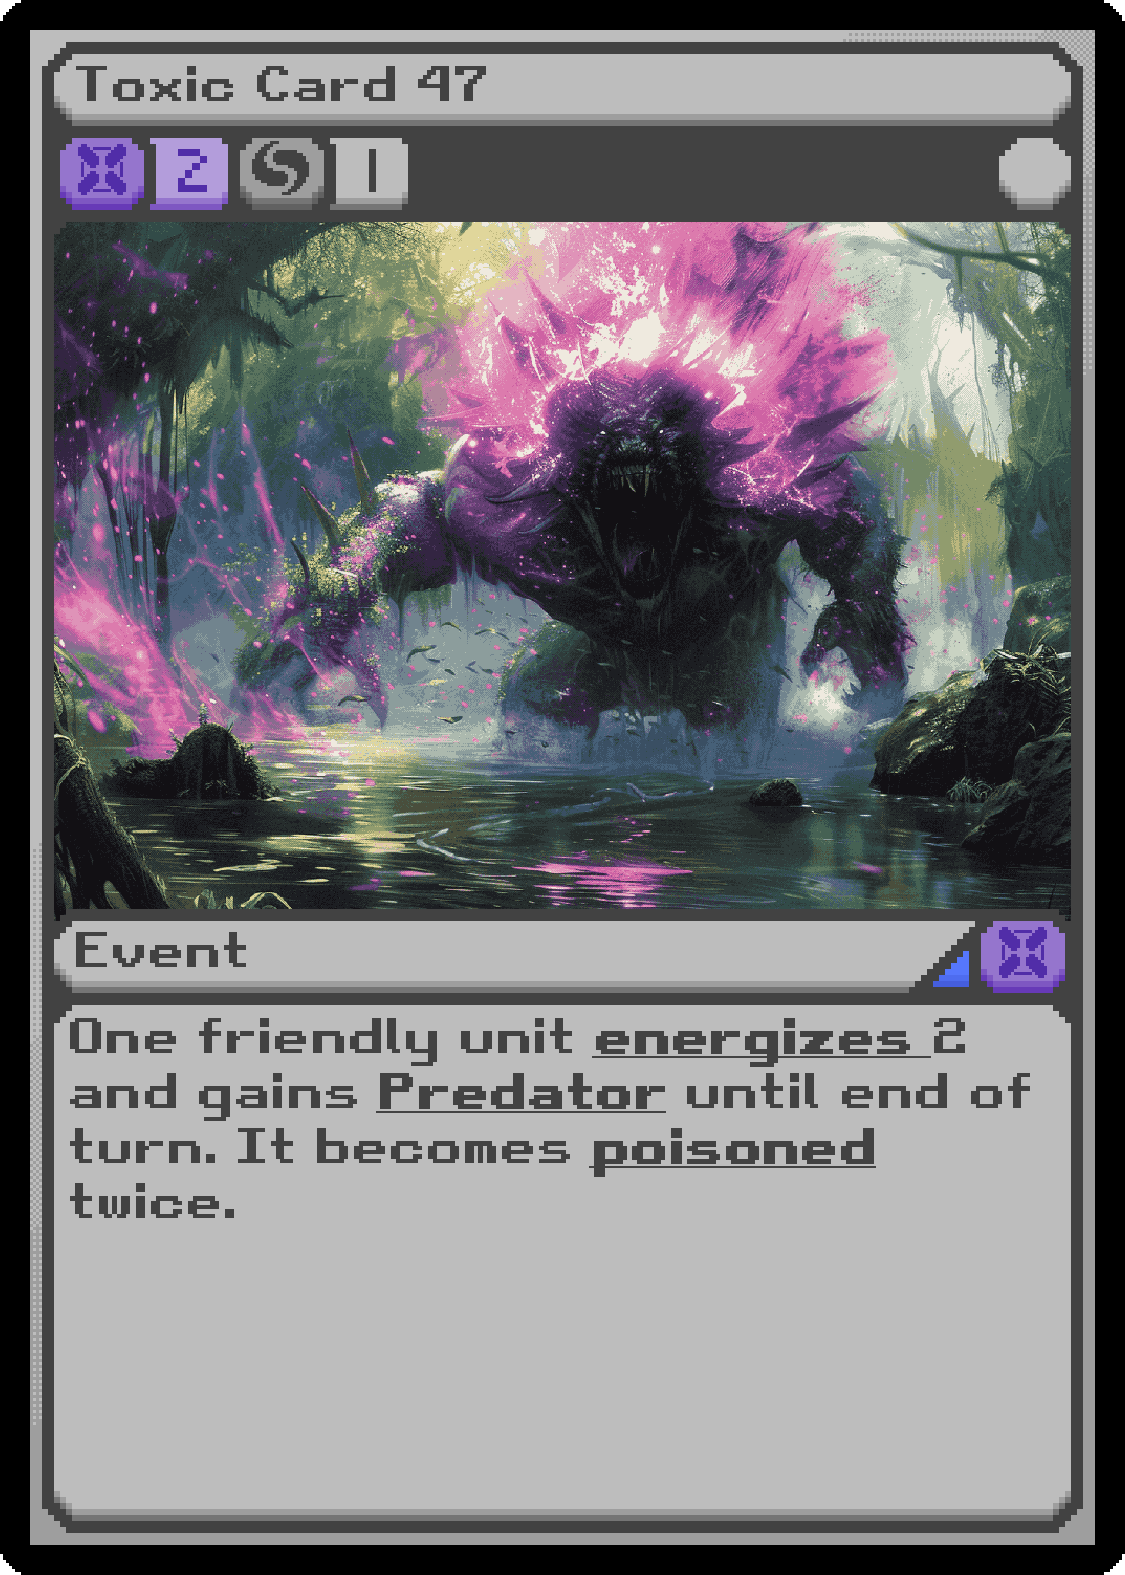 Toxic Card 47
2 1
Event
One friendly unit energizes 2
and gains Predator until end of
turn. It becomes poisoned
twice.